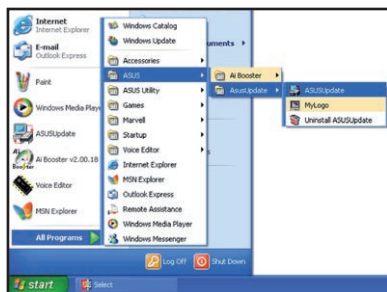 Internet
Internet Explorer
E-mail
Outlook Express
Paint
Windows Media Play
ASUSUpdate
Ai Booster v2.00.18
Voice Editor
MSN Explorer
All Programs
Windows Catalog
Windows Update
Accessories
ASUS
ASUS Utility
Games
Marvell
Startup
Voice Editor
Internet Explorer
MSN Explorer
Outlook Express
Remote Assistance
Windows Media Player
Windows Messenger
uments
Ai Booster
AsusUpdate
ASUSUpdate
MyLogo
Uninstall ASUSUpdate
Log Off
Shut Down
start
Select